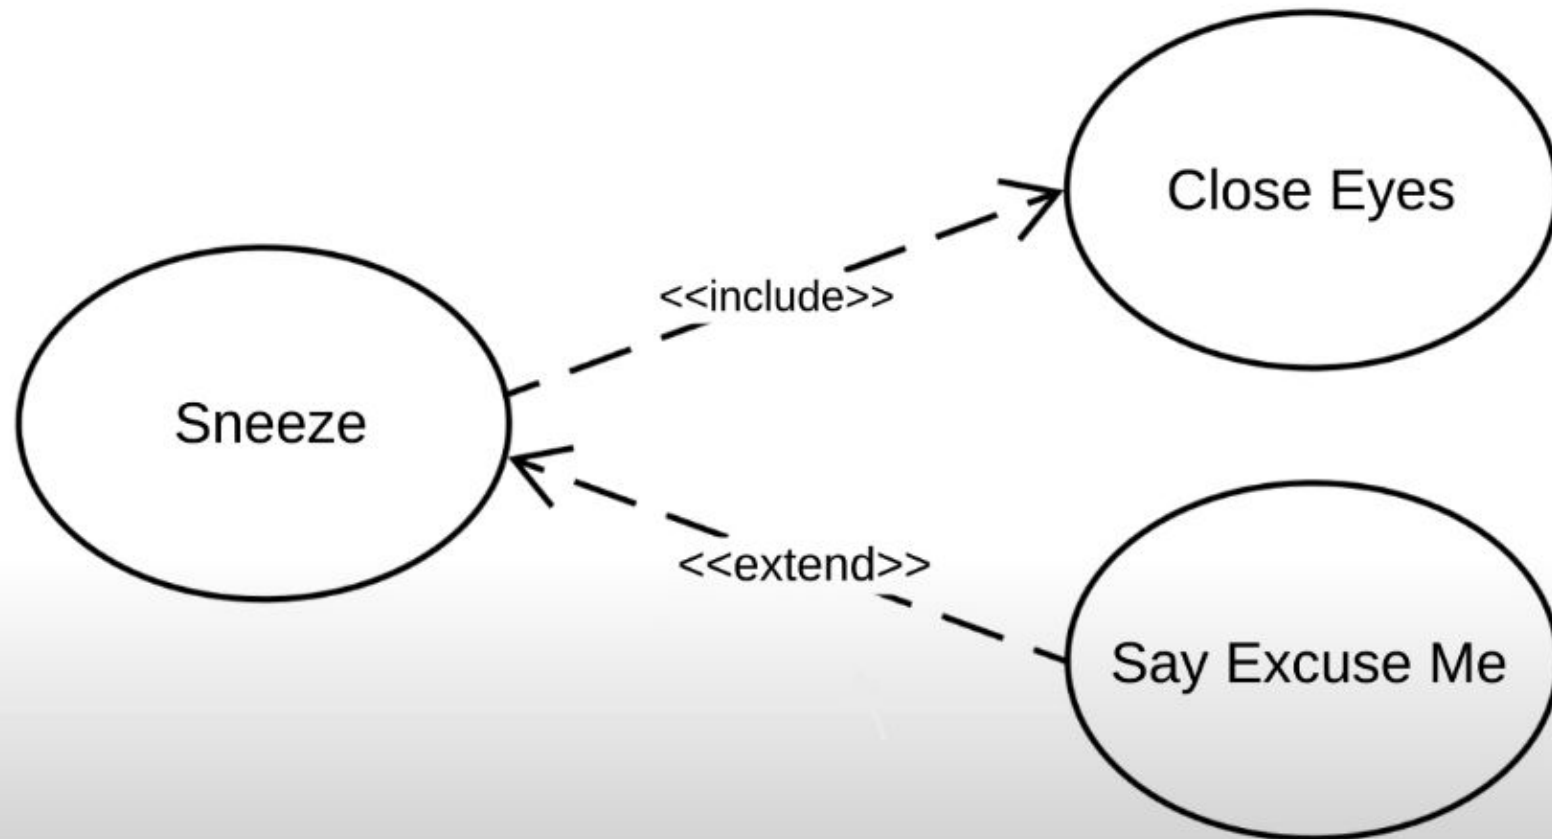 Close Eyes
<<include>>
Sneeze
<<extend>>
Say Excuse Me